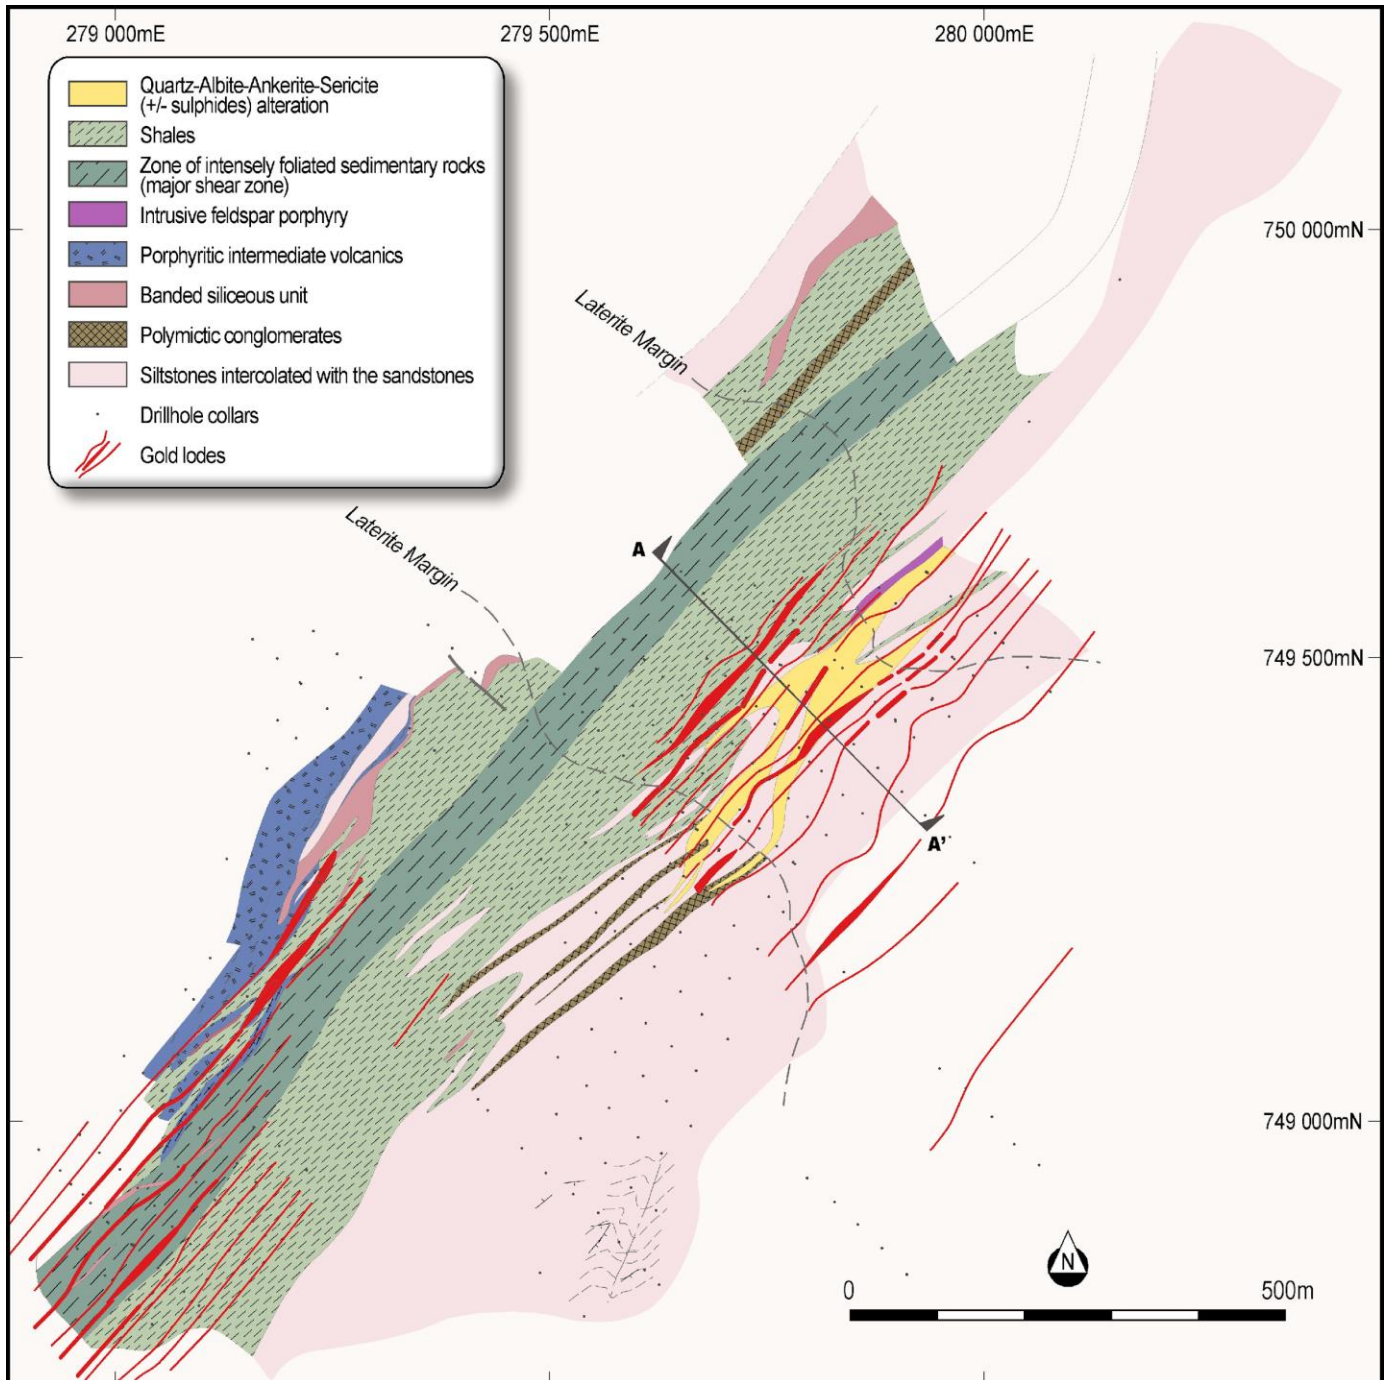 279 000mE
279 500mE
280 000mE
Quartz-Albite-Ankerite-Sericite
(+/- sulphides) alteration
Shales
Zone of intensely foliated sedimentary rocks
(major shear zone)
Intrusive feldspar porphyry
Porphyritic intermediate volcanics
Banded siliceous unit
Polymictic conglomerates
Siltstones intercolated with the sandstones
Drillhole collars
Gold lodes
750 000mN
Laterite Margin
Laterite Margin
A
749 500mN
A'
749 000mN
N
0
500m